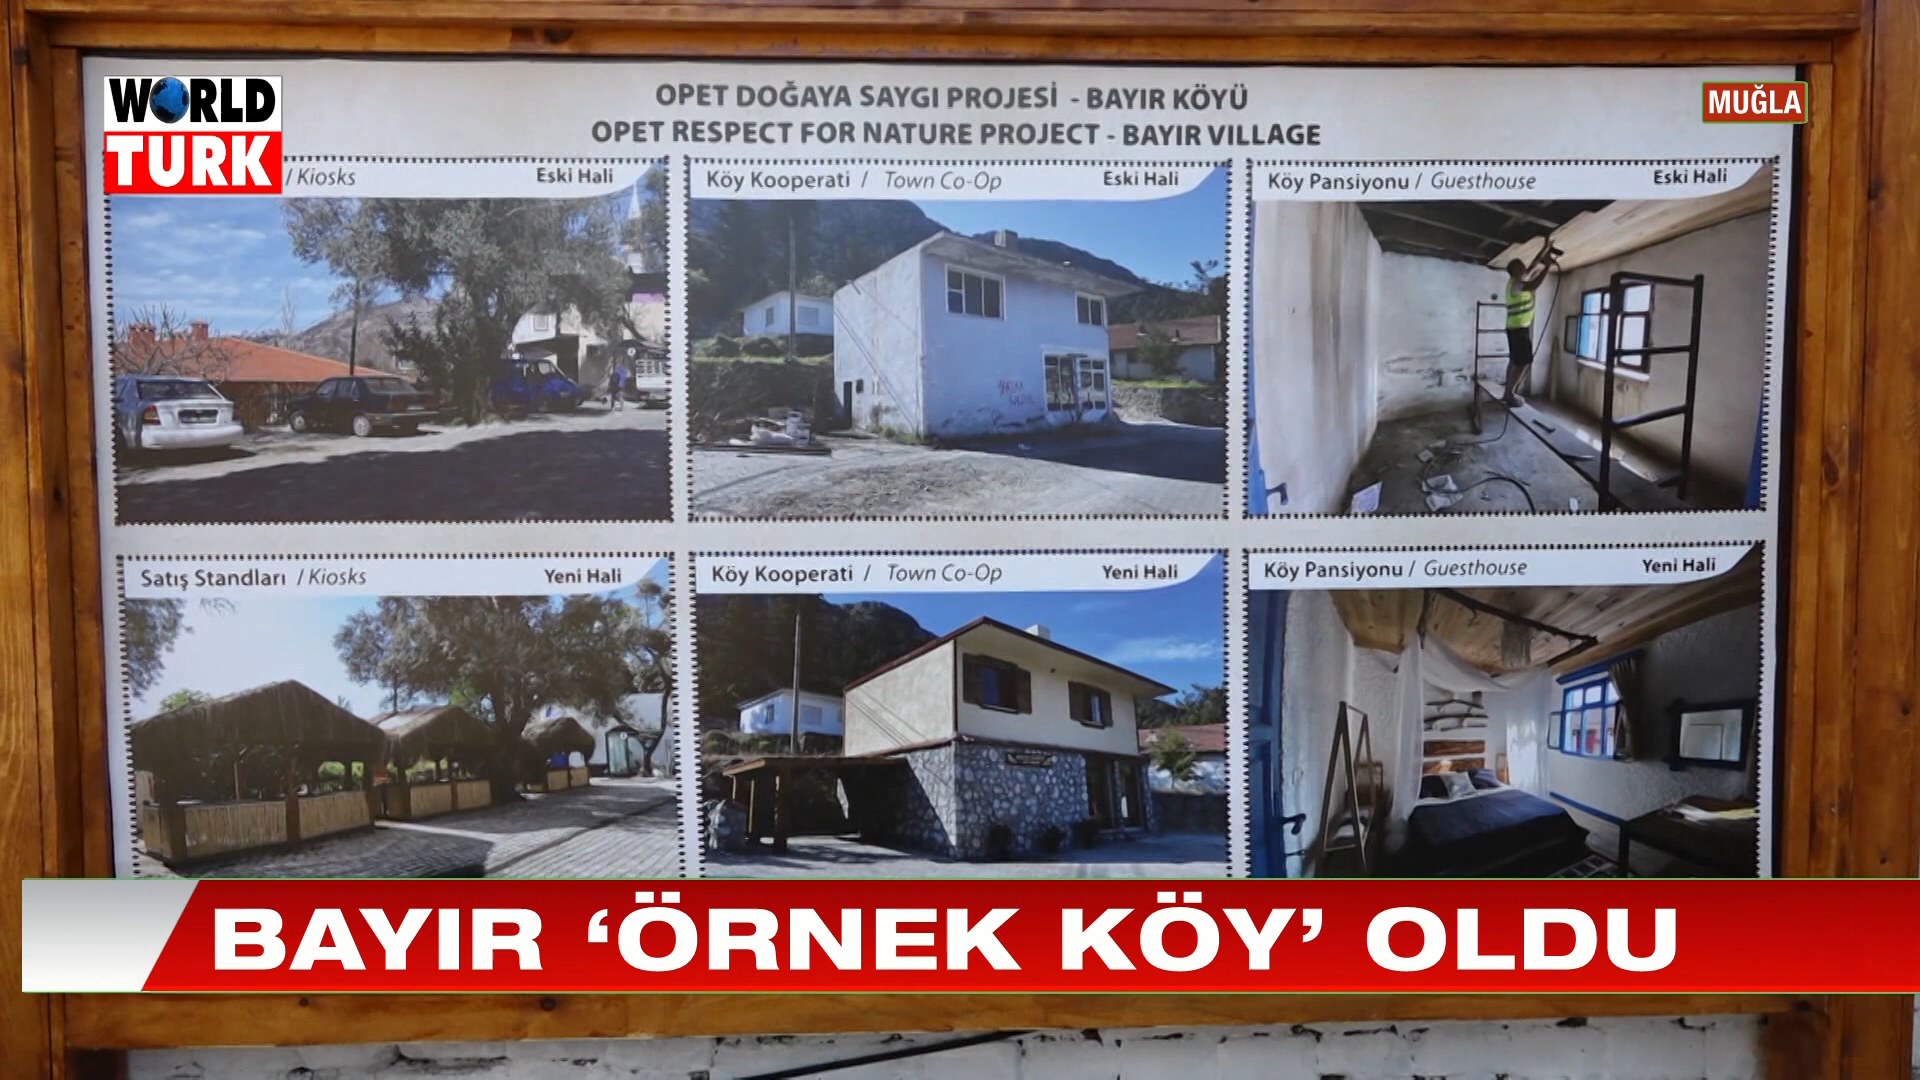 WORLD
TURK
MUĞLA
OPET DOĞAYA SAYGI PROJESİ - BAYIR KÖYÜ
OPET RESPECT FOR NATURE PROJECT - BAYIR VILLAGE
/ Kiosks Eski Hali
Köy Kooperati / Town Co-Op Eski Hali
Köy Pansiyonu / Guesthouse Eski Hali
Satış Standları / Kiosks Yeni Hali
Köy Kooperati / Town Co-Op Yeni Hali
Köy Pansiyonu / Guesthouse Yeni Hali
BAYIR ‘ÖRNEK KÖY’ OLDU